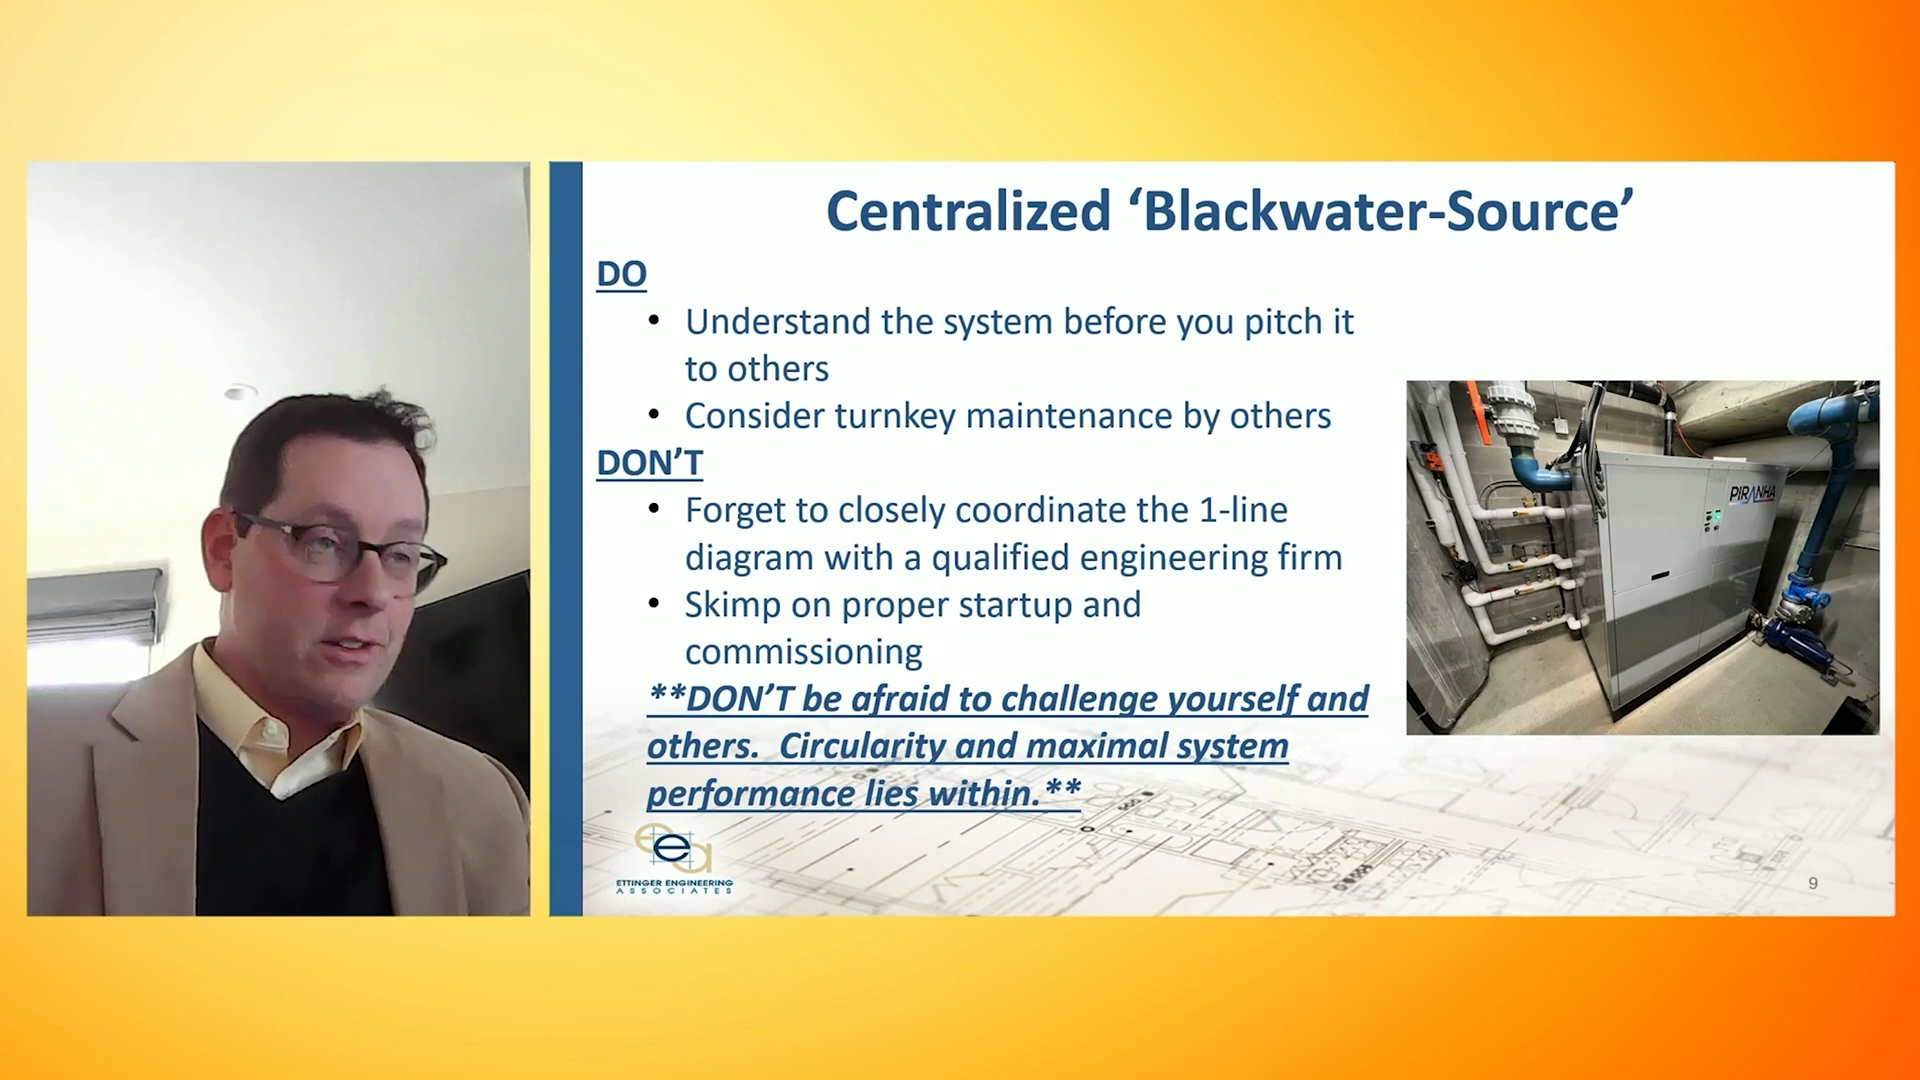 Centralized ‘Blackwater-Source’
DO
• Understand the system before you pitch it
to others
• Consider turnkey maintenance by others
DON’T
• Forget to closely coordinate the 1-line
diagram with a qualified engineering firm
• Skimp on proper startup and
commissioning
**DON’T be afraid to challenge yourself and
others. Circularity and maximal system
performance lies within.**
PIRANHA
eea
ETTINGER ENGINEERING
ASSOCIATES
9